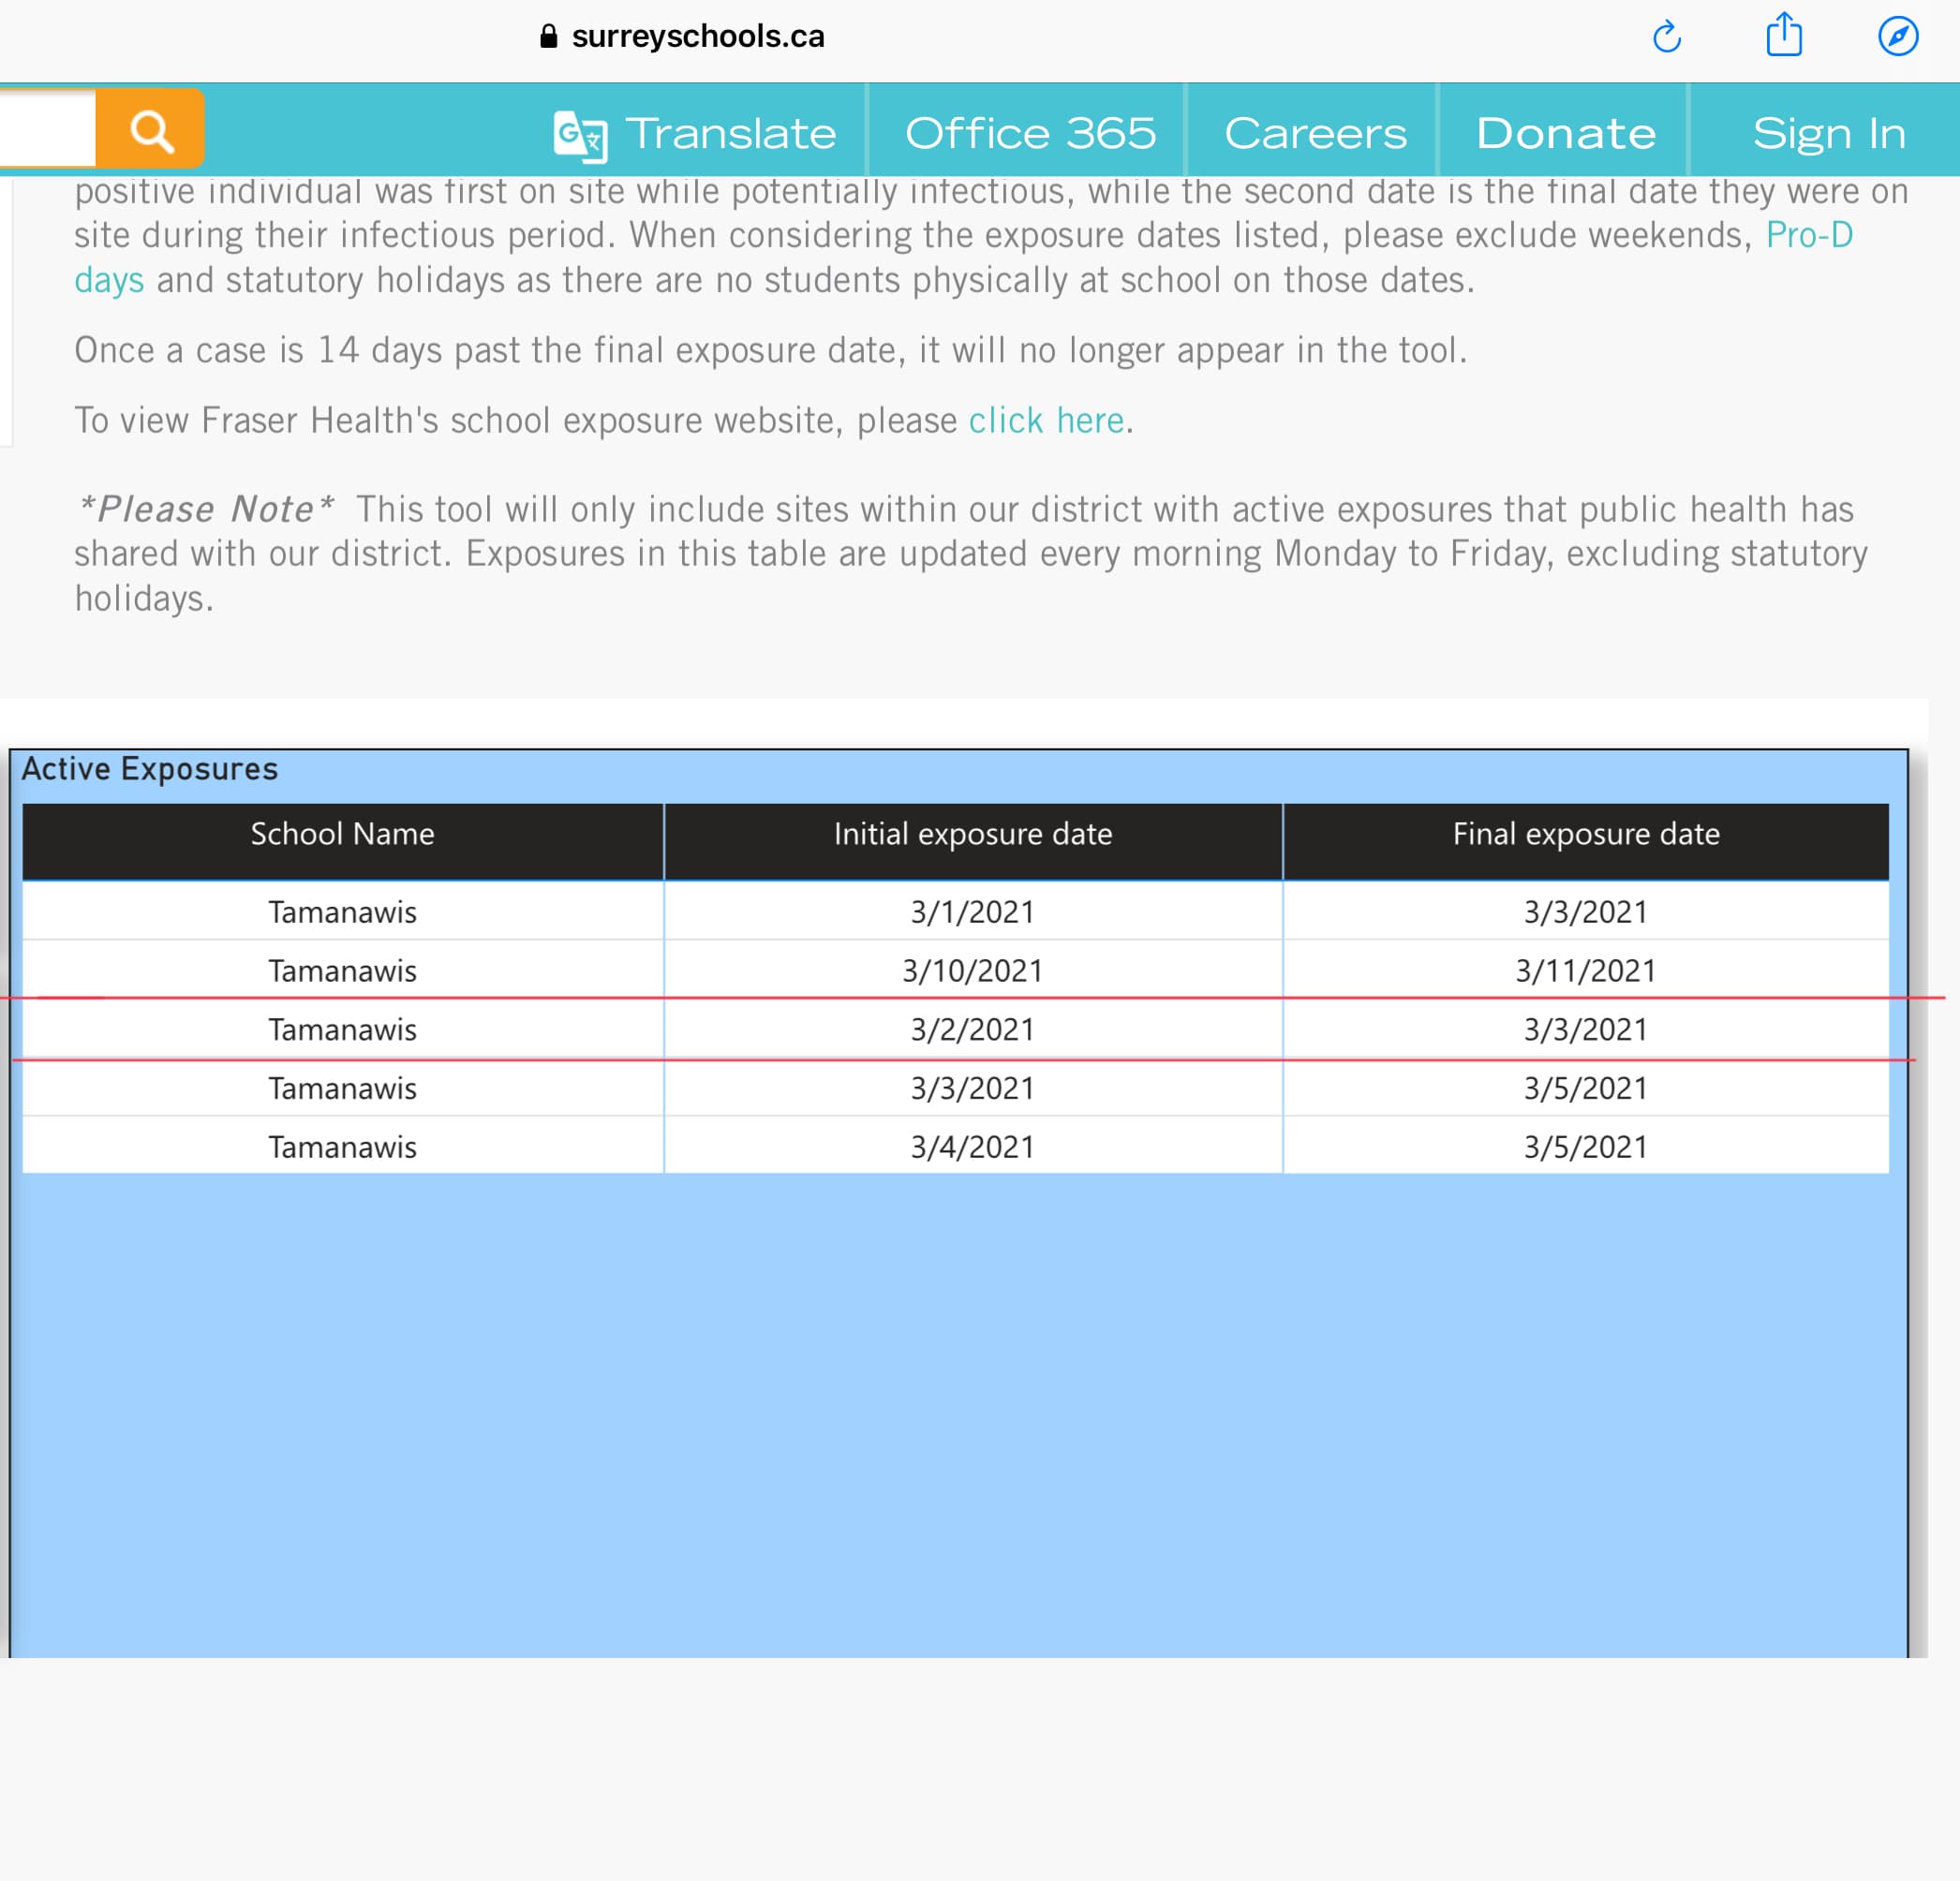 surreyschools.ca
Translate Office 365 Careers Donate Sign In
positive individual was first on site while potentially infectious, while the second date is the final date they were on
site during their infectious period. When considering the exposure dates listed, please exclude weekends, Pro-D
days and statutory holidays as there are no students physically at school on those dates.
Once a case is 14 days past the final exposure date, it will no longer appear in the tool.
To view Fraser Health's school exposure website, please click here.
*Please Note* This tool will only include sites within our district with active exposures that public health has
shared with our district. Exposures in this table are updated every morning Monday to Friday, excluding statutory
holidays.
Active Exposures
School Name Initial exposure date Final exposure date
Tamanawis 3/1/2021 3/3/2021
Tamanawis 3/10/2021 3/11/2021
Tamanawis 3/2/2021 3/3/2021
Tamanawis 3/3/2021 3/5/2021
Tamanawis 3/4/2021 3/5/2021